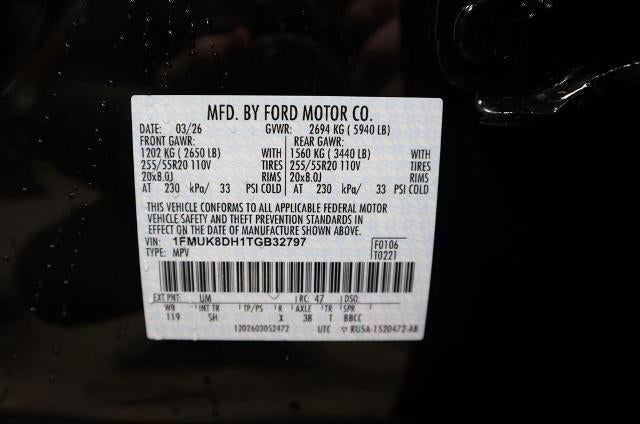 MFD. BY FORD MOTOR CO.
DATE: 03/26 GVWR: 2694 KG ( 5940 LB)
FRONT GAWR: REAR GAWR:
1202 KG ( 2650 LB) WITH 1560 KG ( 3440 LB) WITH
255/55R20 110V TIRES 255/55R20 110V TIRES
20x8.0J RIMS 20x8.0J RIMS
AT 230 kPa/ 33 PSI COLD AT 230 kPa/ 33 PSI COLD
THIS VEHICLE CONFORMS TO ALL APPLICABLE FEDERAL MOTOR
VEHICLE SAFETY AND THEFT PREVENTION STANDARDS IN
EFFECT ON THE DATE OF MANUFACTURE SHOWN ABOVE.
VIN: 1FMUK8DH1TGB32797 F0106
TYPE: MPV T0221
EXT PNT: UM RC: 47 DSO:
WB INT TR TP/PS R AXLE TR SPR
119 5H X 3B T BBCC
1202603052472 UTC ▽ RU5A-1520472-AB